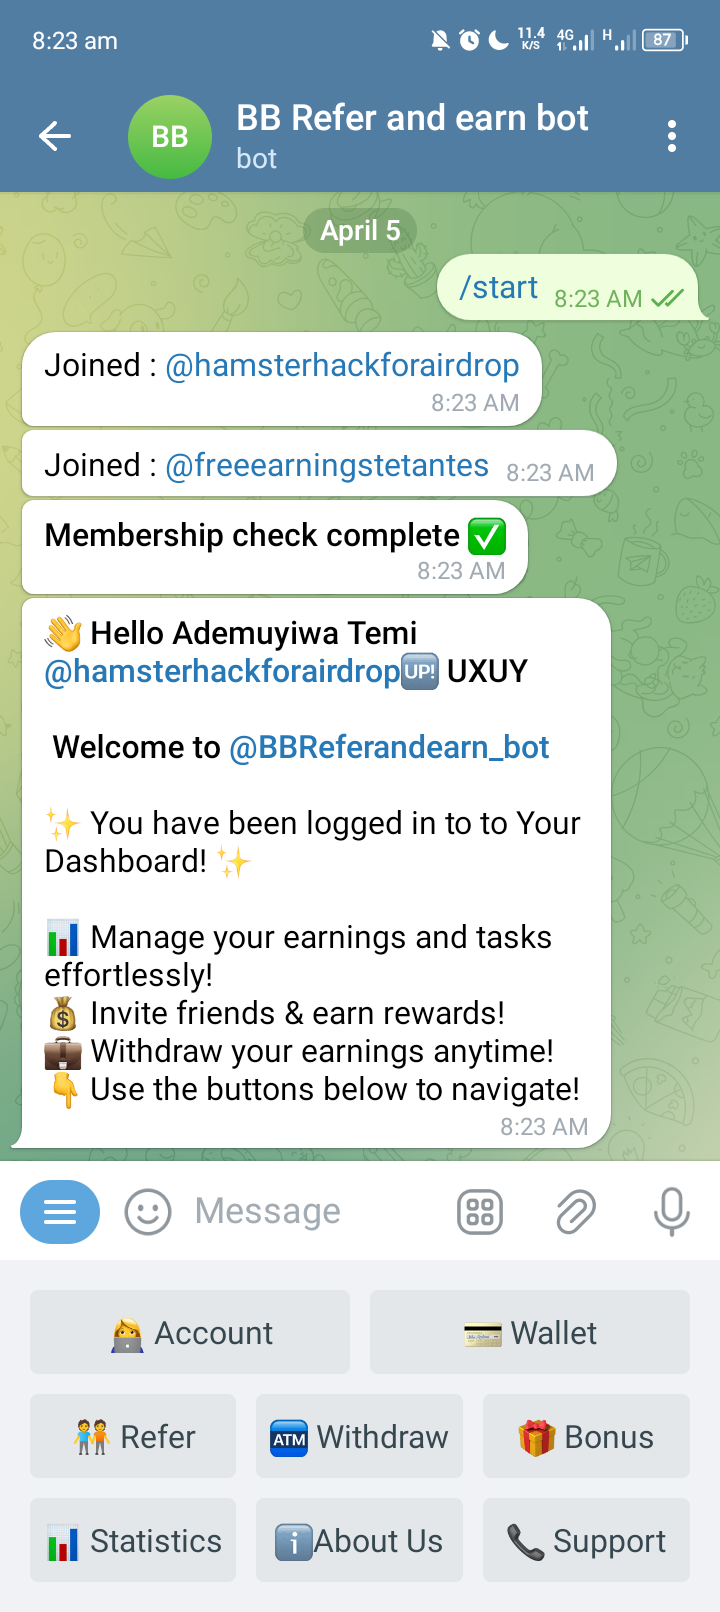 8:23 am
11.4 K/S 4G H 87
BB
BB Refer and earn bot
bot
April 5
/start 8:23 AM
Joined : @hamsterhackforairdrop
8:23 AM
Joined : @freeearningstetantes 8:23 AM
Membership check complete ✅
8:23 AM
👋 Hello Ademuyiwa Temi
@hamsterhackforairdrop🆙 UXUY
Welcome to @BBReferandearn_bot
✨ You have been logged in to to Your
Dashboard! ✨
📊 Manage your earnings and tasks
effortlessly!
💰 Invite friends & earn rewards!
💼 Withdraw your earnings anytime!
👇 Use the buttons below to navigate!
8:23 AM
Message
👩‍💻 Account 💳 Wallet
🧑‍🤝‍🧑 Refer 🏧 Withdraw 🎁 Bonus
📊 Statistics ℹ️About Us 📞 Support